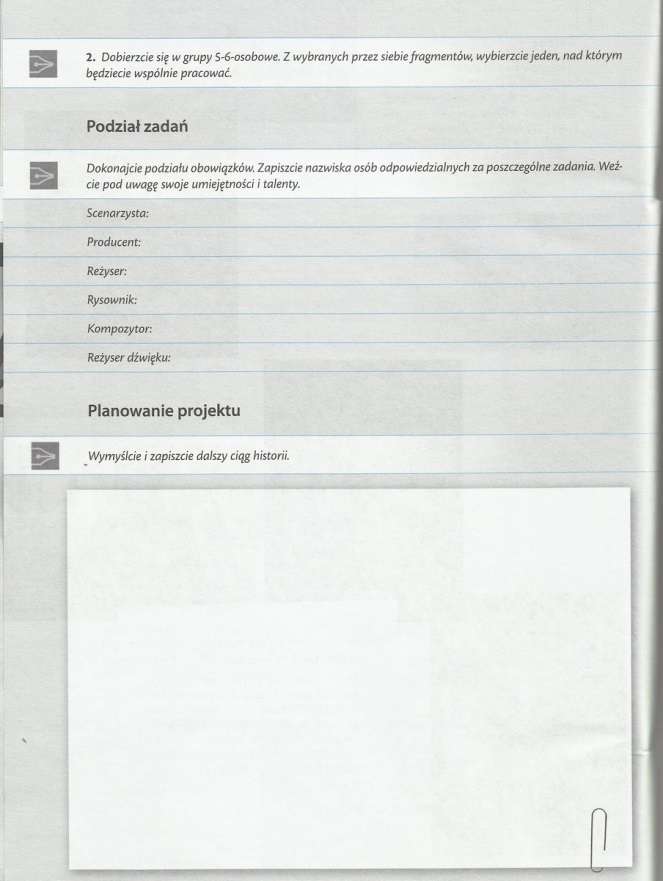 2. Dobierzcie się w grupy 5-6-osobowe. Z wybranych przez siebie fragmentów, wybierzcie jeden, nad którym
będziecie wspólnie pracować.
Podział zadań
Dokonajcie podziału obowiązków. Zapiszcie nazwiska osób odpowiedzialnych za poszczególne zadania. Weź-
cie pod uwagę swoje umiejętności i talenty.
Scenarzysta:
Producent:
Reżyser:
Rysownik:
Kompozytor:
Reżyser dźwięku:
Planowanie projektu
Wymyślcie i zapiszcie dalszy ciąg historii.